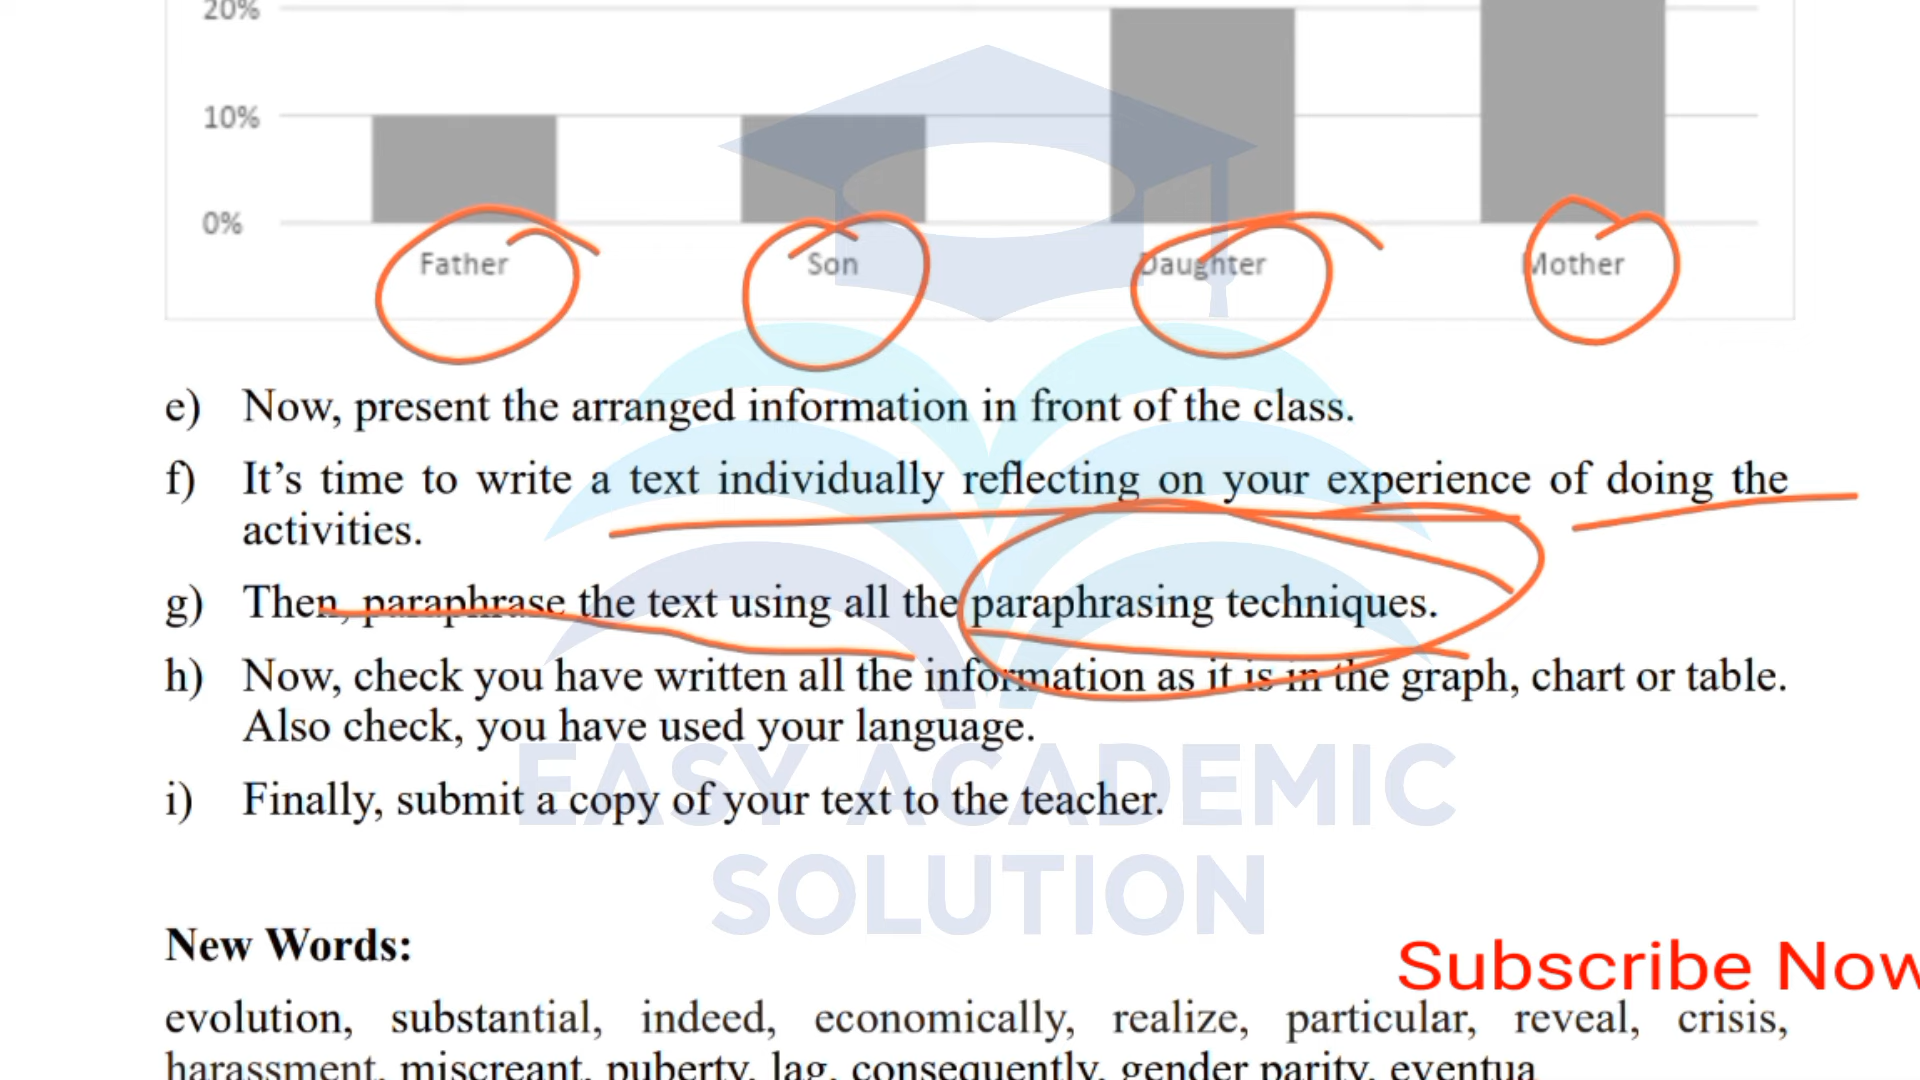 20%
10%
0%
Father Son Daughter Mother
e) Now, present the arranged information in front of the class.
f) It’s time to write a text individually reflecting on your experience of doing the
activities.
g) Then, paraphrase the text using all the paraphrasing techniques.
h) Now, check you have written all the information as it is in the graph, chart or table.
Also check, you have used your language.
i) Finally, submit a copy of your text to the teacher.
EASY ACADEMIC
SOLUTION
New Words:
Subscribe Now
evolution, substantial, indeed, economically, realize, particular, reveal, crisis,
harassment, miscreant, puberty, lag, consequently, gender parity, eventua